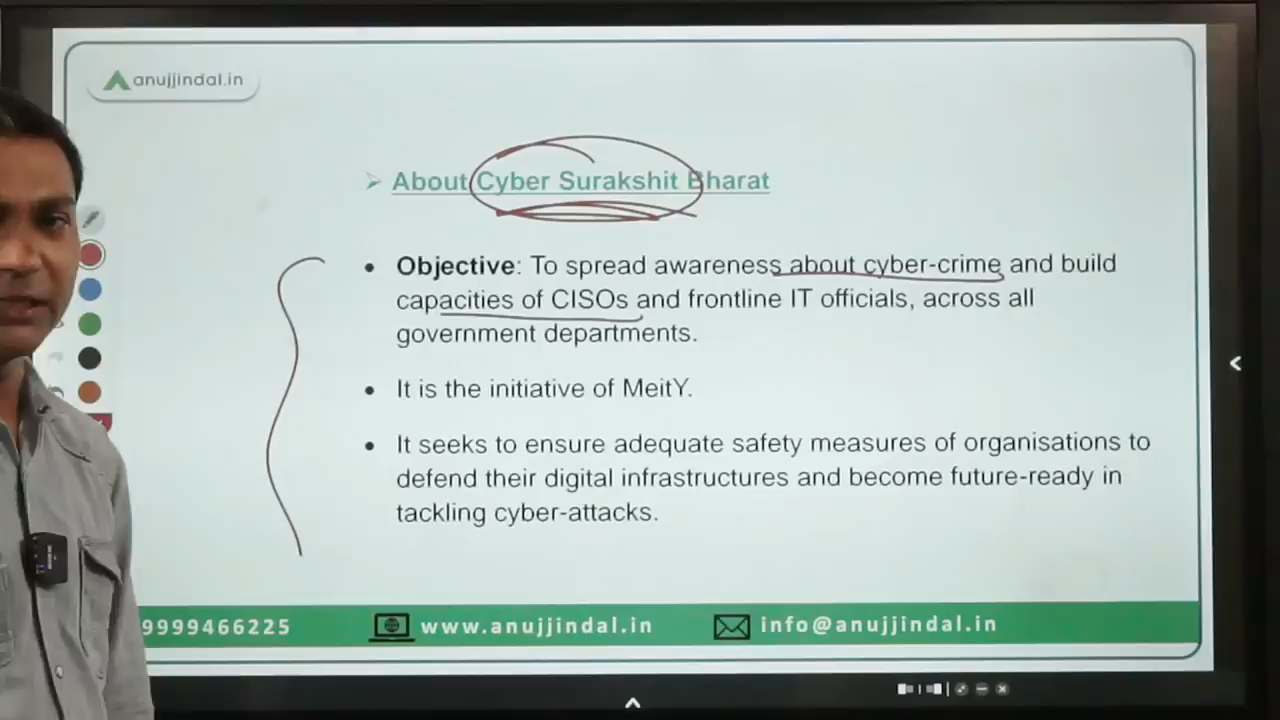 anujjindal.in
About Cyber Surakshit Bharat
Objective: To spread awareness about cyber-crime and build
capacities of CISOs and frontline IT officials, across all
government departments.
It is the initiative of MeitY.
It seeks to ensure adequate safety measures of organisations to
defend their digital infrastructures and become future-ready in
tackling cyber-attacks.
9999466225 www.anujjindal.in info@anujjindal.in